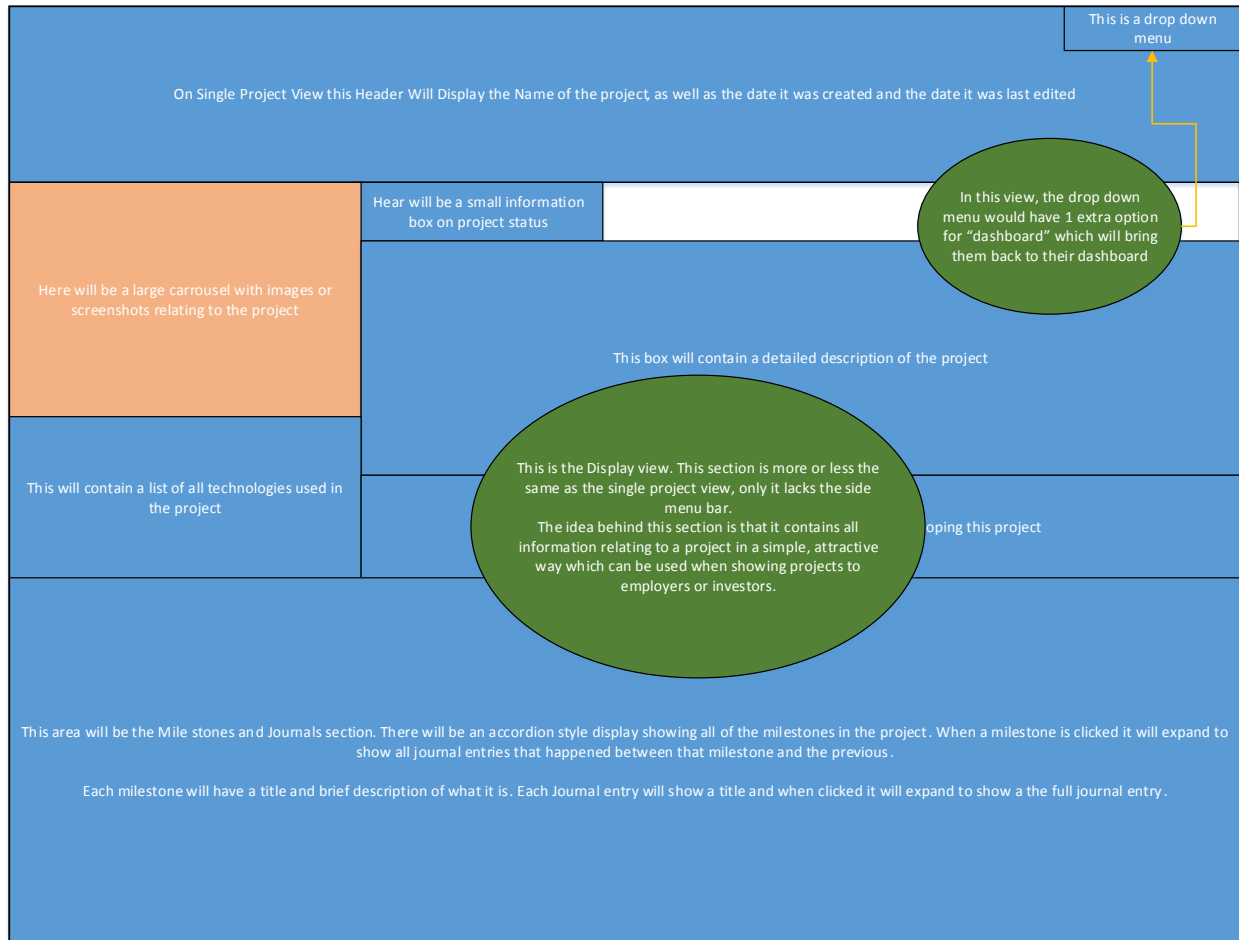 This is a drop down
menu
On Single Project View this Header Will Display the Name of the project, as well as the date it was created and the date it was last edited
Hear will be a small information
box on project status
In this view, the drop down
menu would have 1 extra option
for “dashboard” which will bring
them back to their dashboard
Here will be a large carrousel with images or
screenshots relating to the project
This box will contain a detailed description of the project
This is the Display view. This section is more or less the
same as the single project view, only it lacks the side
menu bar.
The idea behind this section is that it contains all
information relating to a project in a simple, attractive
way which can be used when showing projects to
employers or investors.
This will contain a list of all technologies used in
the project
oping this project
This area will be the Mile stones and Journals section. There will be an accordion style display showing all of the milestones in the project. When a milestone is clicked it will expand to
show all journal entries that happened between that milestone and the previous.
Each milestone will have a title and brief description of what it is. Each Journal entry will show a title and when clicked it will expand to show a the full journal entry.